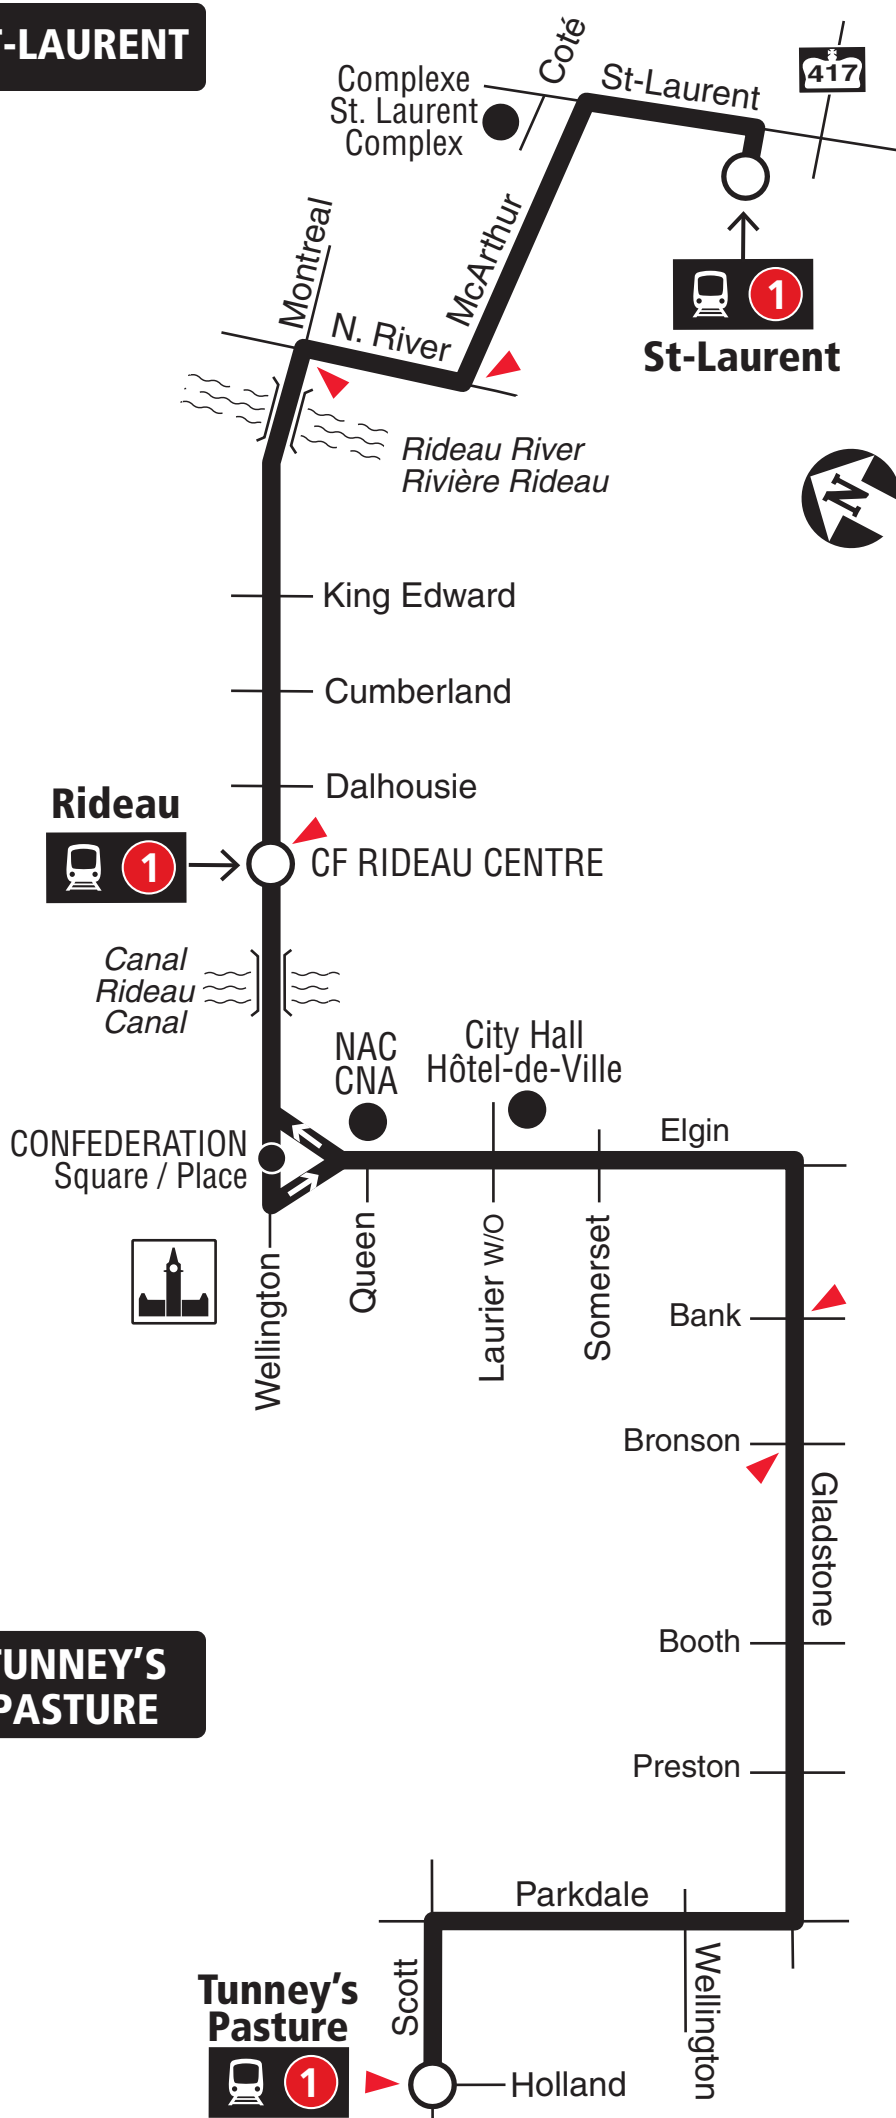 T-LAURENT
Coté
St-Laurent
417
Complexe
St. Laurent
Complex
McArthur
Montreal
N. River
1
St-Laurent
Rideau River
Rivière Rideau
N
King Edward
Cumberland
Dalhousie
Rideau
1
CF RIDEAU CENTRE
Canal
Rideau
Canal
NAC
CNA
City Hall
Hôtel-de-Ville
Elgin
CONFEDERATION
Square / Place
Wellington
Queen
Laurier W/O
Somerset
Bank
Bronson
Gladstone
Booth
TUNNEY'S
PASTURE
Preston
Parkdale
Wellington
Scott
Tunney's
Pasture
1
Holland